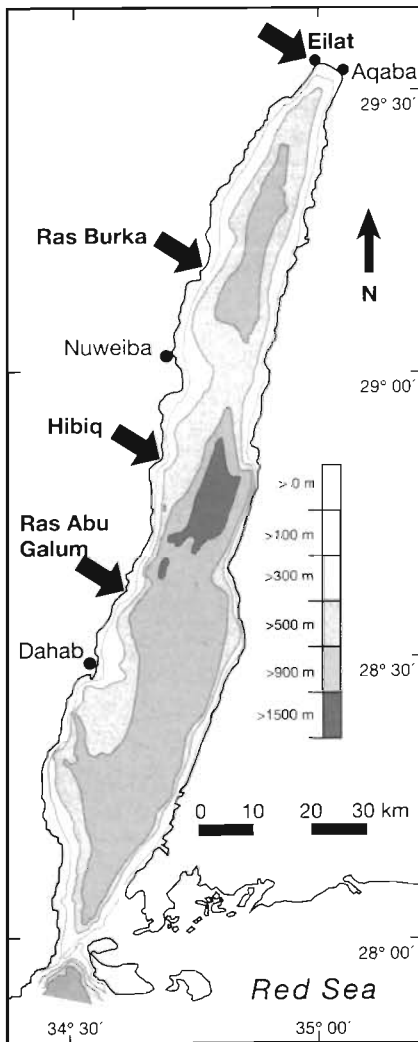 Eilat
Aqaba
29° 30´
Ras Burka
N
Nuweiba
29° 00´
Hibiq
> 0 m
>100 m
>300 m
>500 m
>900 m
>1500 m
Ras Abu
Galum
Dahab
28° 30´
0 10 20 30 km
28° 00´
Red Sea
34° 30´ 35° 00´